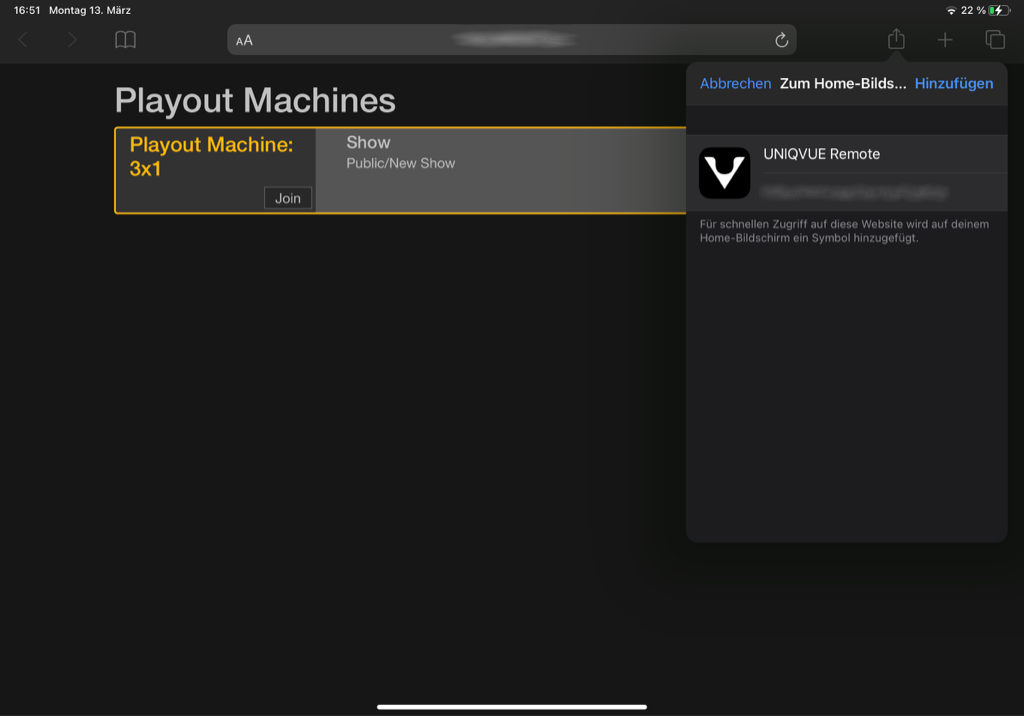 16:51 Montag 13. März 22 %
AA
Abbrechen Zum Home-Bilds... Hinzufügen
Playout Machines
Playout Machine:
3x1
Join
Show
Public/New Show
UNIQVUE Remote
Für schnellen Zugriff auf diese Website wird auf deinem
Home-Bildschirm ein Symbol hinzugefügt.